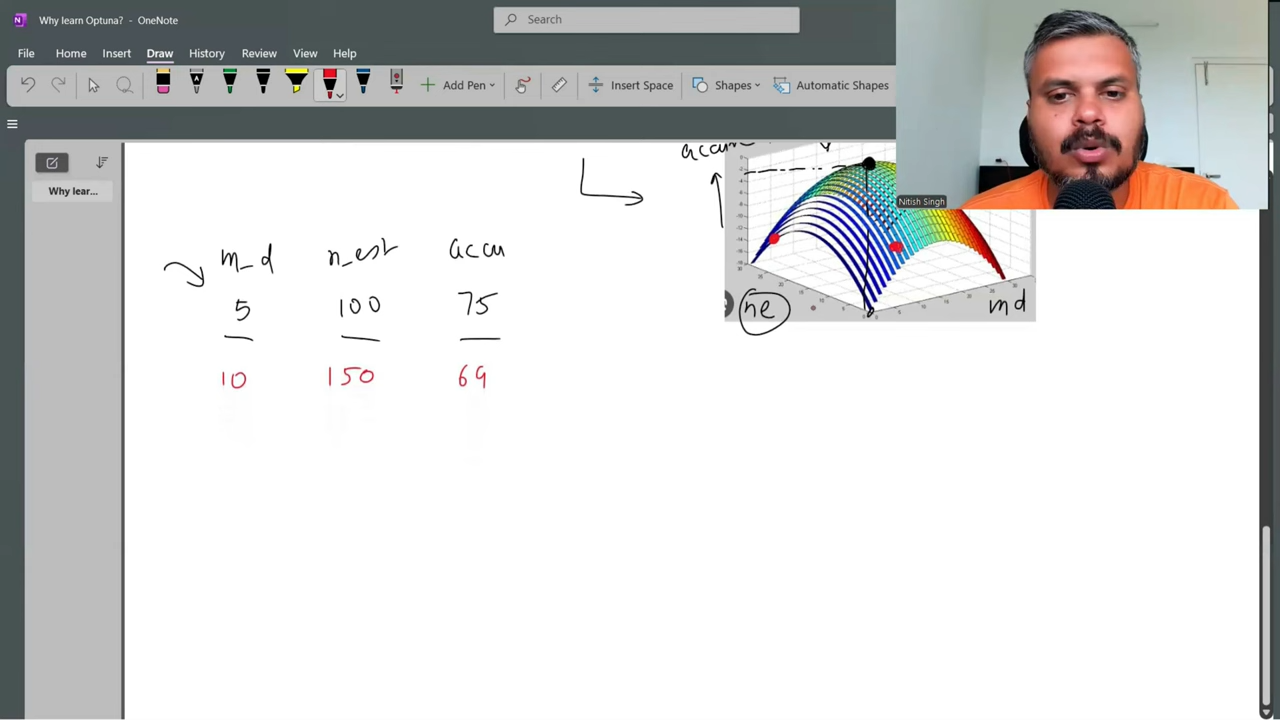 Why learn Optuna? - OneNote
Search
File Home Insert Draw History Review View Help
Add Pen Insert Space Shapes Automatic Shapes
Why lear...
Nitish Singh
m_d n_est accu
5 100 75
10 150 69
ne md